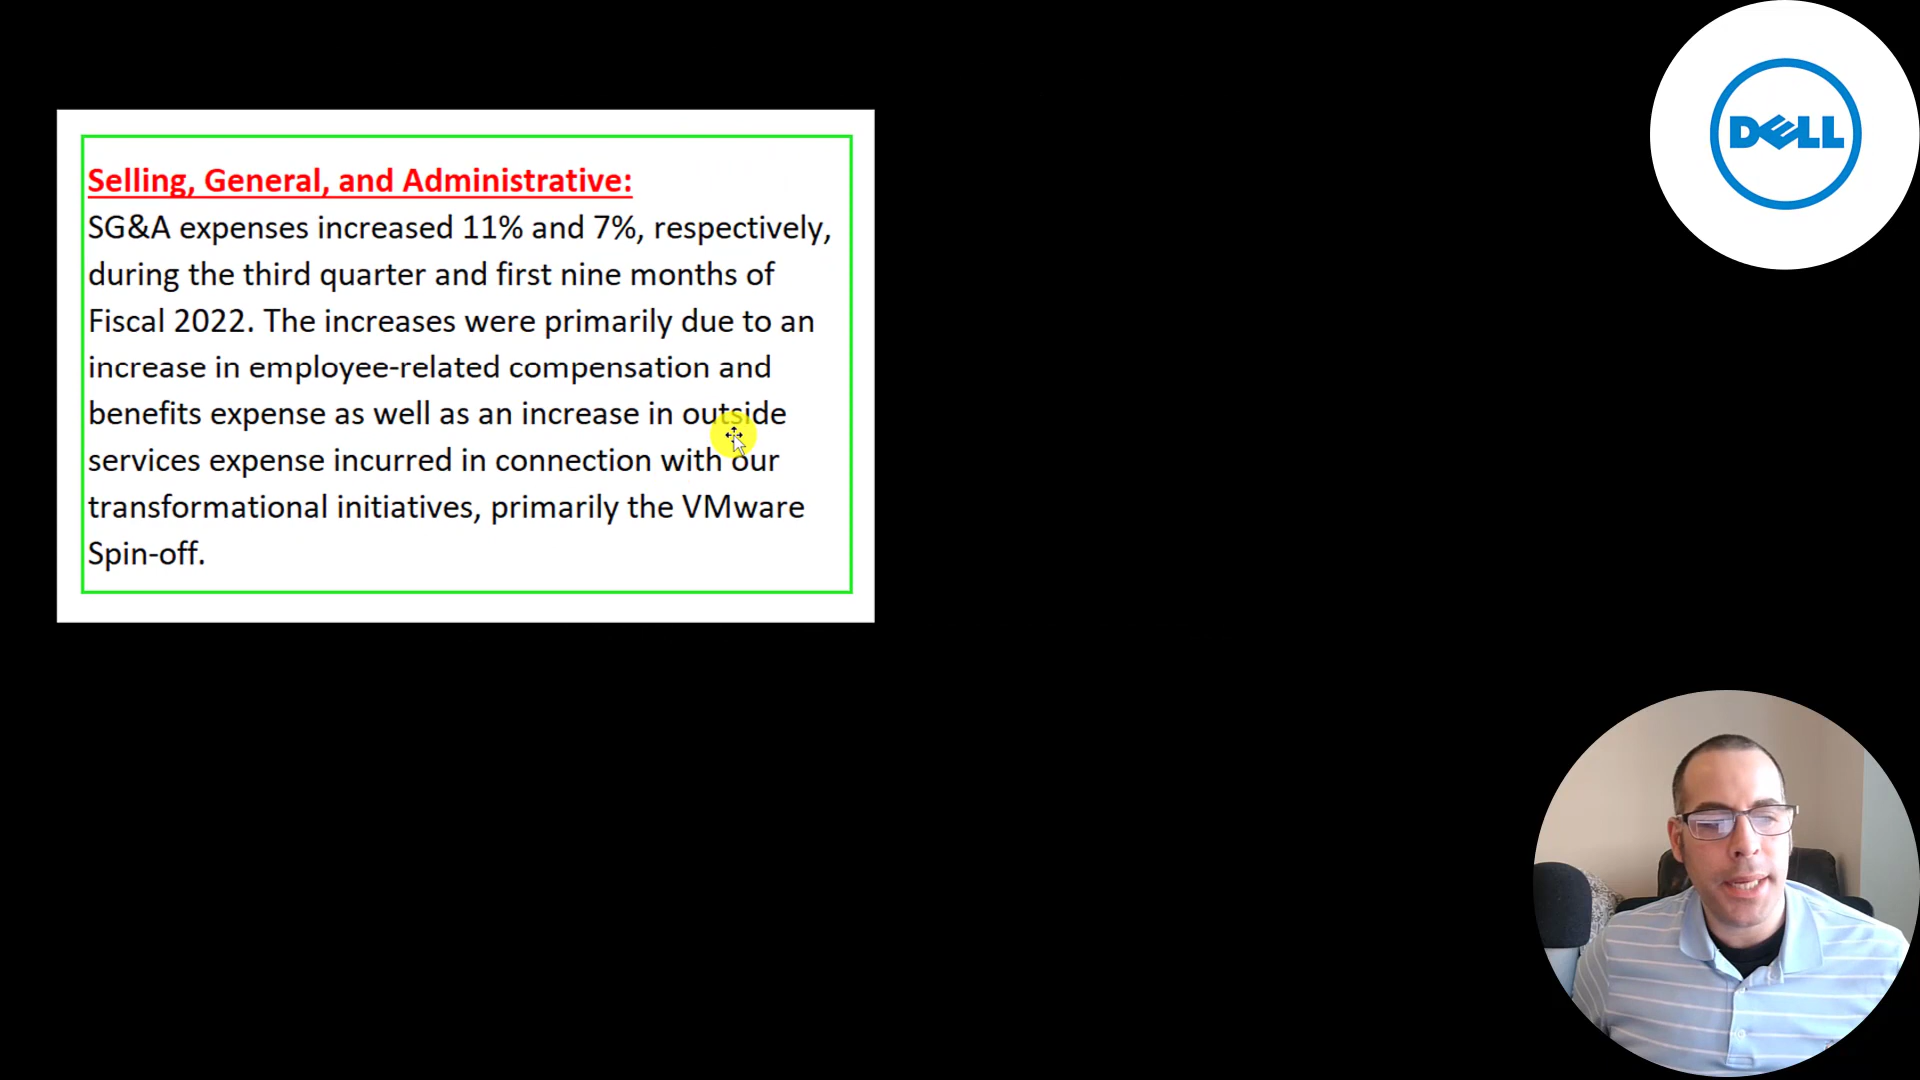 Selling, General, and Administrative:
SG&A expenses increased 11% and 7%, respectively,
during the third quarter and first nine months of
Fiscal 2022. The increases were primarily due to an
increase in employee-related compensation and
benefits expense as well as an increase in outside
services expense incurred in connection with our
transformational initiatives, primarily the VMware
Spin-off.
DELL